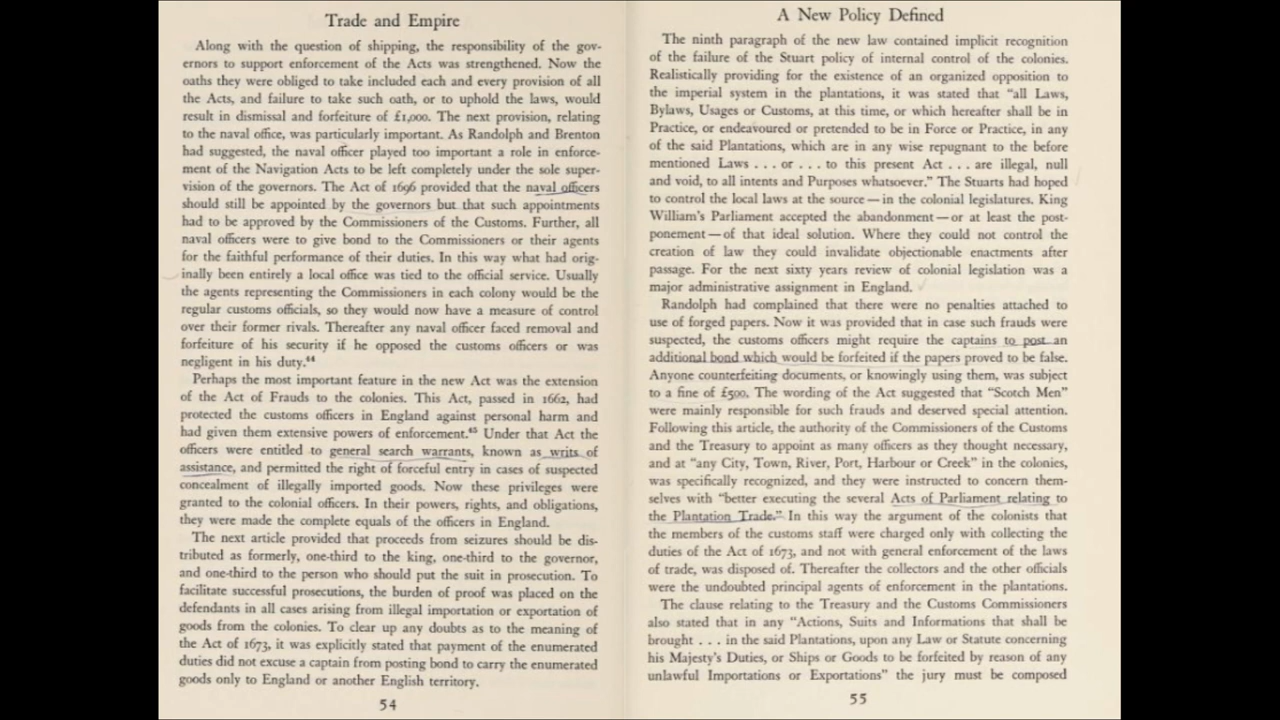 Trade and Empire
Along with the question of shipping, the responsibility of the gov-
ernors to support enforcement of the Acts was strengthened. Now the
oaths they were obliged to take included each and every provision of all
the Acts, and failure to take such oath, or to uphold the laws, would
result in dismissal and forfeiture of £1,000. The next provision, relating
to the naval office, was particularly important. As Randolph and Brenton
had suggested, the naval officer played too important a role in enforce-
ment of the Navigation Acts to be left completely under the sole super-
vision of the governors. The Act of 1696 provided that the naval officers
should still be appointed by the governors but that such appointments
had to be approved by the Commissioners of the Customs. Further, all
naval officers were to give bond to the Commissioners or their agents
for the faithful performance of their duties. In this way what had orig-
inally been entirely a local office was tied to the official service. Usually
the agents representing the Commissioners in each colony would be the
regular customs officials, so they would now have a measure of control
over their former rivals. Thereafter any naval officer faced removal and
forfeiture of his security if he opposed the customs officers or was
negligent in his duty.⁴⁴
Perhaps the most important feature in the new Act was the extension
of the Act of Frauds to the colonies. This Act, passed in 1662, had
protected the customs officers in England against personal harm and
had given them extensive powers of enforcement.⁴⁵ Under that Act the
officers were entitled to general search warrants, known as writs of
assistance, and permitted the right of forceful entry in cases of suspected
concealment of illegally imported goods. Now these privileges were
granted to the colonial officers. In their powers, rights, and obligations,
they were made the complete equals of the officers in England.
The next article provided that proceeds from seizures should be dis-
tributed as formerly, one-third to the king, one-third to the governor,
and one-third to the person who should put the suit in prosecution. To
facilitate successful prosecutions, the burden of proof was placed on the
defendants in all cases arising from illegal importation or exportation of
goods from the colonies. To clear up any doubts as to the meaning of
the Act of 1673, it was explicitly stated that payment of the enumerated
duties did not excuse a captain from posting bond to carry the enumerated
goods only to England or another English territory.
54
A New Policy Defined
The ninth paragraph of the new law contained implicit recognition
of the failure of the Stuart policy of internal control of the colonies.
Realistically providing for the existence of an organized opposition to
the imperial system in the plantations, it was stated that "all Laws,
Bylaws, Usages or Customs, at this time, or which hereafter shall be in
Practice, or endeavoured or pretended to be in Force or Practice, in any
of the said Plantations, which are in any wise repugnant to the before
mentioned Laws . . . or . . . to this present Act . . . are illegal, null
and void, to all intents and Purposes whatsoever." The Stuarts had hoped
to control the local laws at the source—in the colonial legislatures. King
William's Parliament accepted the abandonment—or at least the post-
ponement—of that ideal solution. Where they could not control the
creation of law they could invalidate objectionable enactments after
passage. For the next sixty years review of colonial legislation was a
major administrative assignment in England.
Randolph had complained that there were no penalties attached to
use of forged papers. Now it was provided that in case such frauds were
suspected, the customs officers might require the captains to post an
additional bond which would be forfeited if the papers proved to be false.
Anyone counterfeiting documents, or knowingly using them, was subject
to a fine of £500. The wording of the Act suggested that "Scotch Men"
were mainly responsible for such frauds and deserved special attention.
Following this article, the authority of the Commissioners of the Customs
and the Treasury to appoint as many officers as they thought necessary,
and at "any City, Town, River, Port, Harbour or Creek" in the colonies,
was specifically recognized, and they were instructed to concern them-
selves with "better executing the several Acts of Parliament relating to
the Plantation Trade." In this way the argument of the colonists that
the members of the customs staff were charged only with collecting the
duties of the Act of 1673, and not with general enforcement of the laws
of trade, was disposed of. Thereafter the collectors and the other officials
were the undoubted principal agents of enforcement in the plantations.
The clause relating to the Treasury and the Customs Commissioners
also stated that in any "Actions, Suits and Informations that shall be
brought . . . in the said Plantations, upon any Law or Statute concerning
his Majesty's Duties, or Ships or Goods to be forfeited by reason of any
unlawful Importations or Exportations" the jury must be composed
55